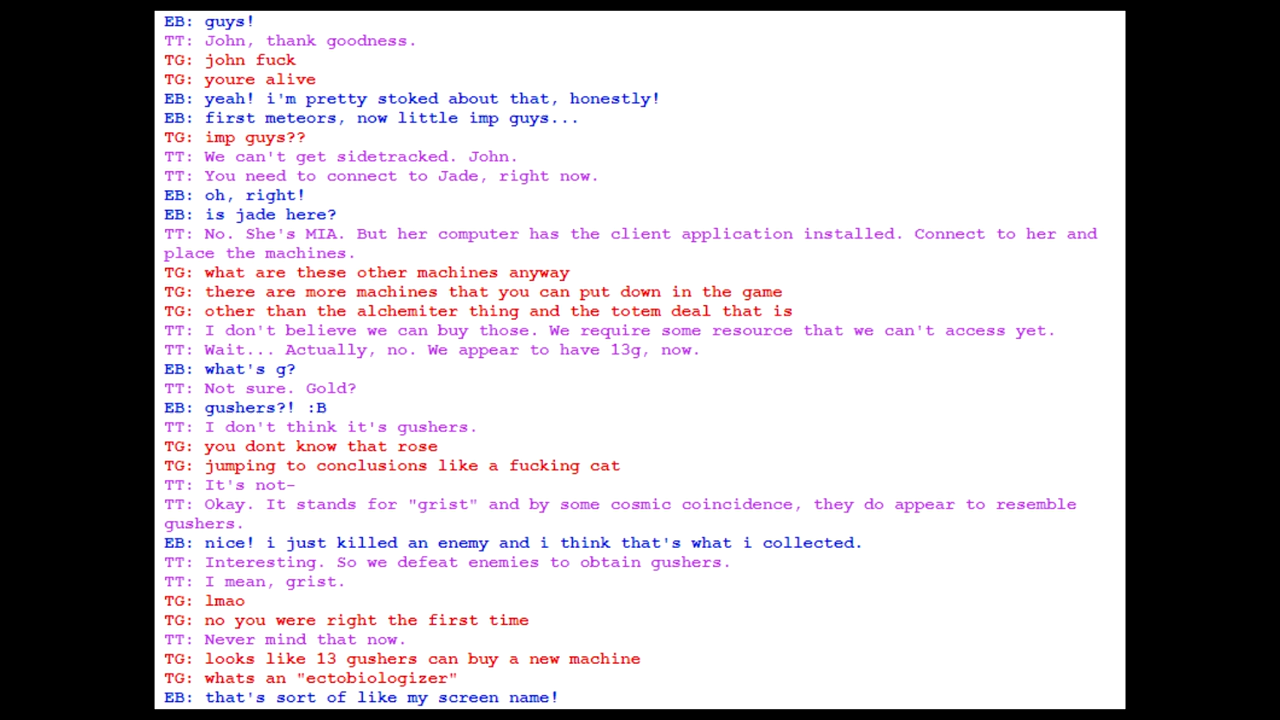 EB: guys!
TT: John, thank goodness.
TG: john fuck
TG: youre alive
EB: yeah! i'm pretty stoked about that, honestly!
EB: first meteors, now little imp guys...
TG: imp guys??
TT: We can't get sidetracked. John.
TT: You need to connect to Jade, right now.
EB: oh, right!
EB: is jade here?
TT: No. She's MIA. But her computer has the client application installed. Connect to her and
place the machines.
TG: what are these other machines anyway
TG: there are more machines that you can put down in the game
TG: other than the alchemiter thing and the totem deal that is
TT: I don't believe we can buy those. We require some resource that we can't access yet.
TT: Wait... Actually, no. We appear to have 13g, now.
EB: what's g?
TT: Not sure. Gold?
EB: gushers?! :B
TT: I don't think it's gushers.
TG: you dont know that rose
TG: jumping to conclusions like a fucking cat
TT: It's not-
TT: Okay. It stands for "grist" and by some cosmic coincidence, they do appear to resemble
gushers.
EB: nice! i just killed an enemy and i think that's what i collected.
TT: Interesting. So we defeat enemies to obtain gushers.
TT: I mean, grist.
TG: lmao
TG: no you were right the first time
TT: Never mind that now.
TG: looks like 13 gushers can buy a new machine
TG: whats an "ectobiologizer"
EB: that's sort of like my screen name!